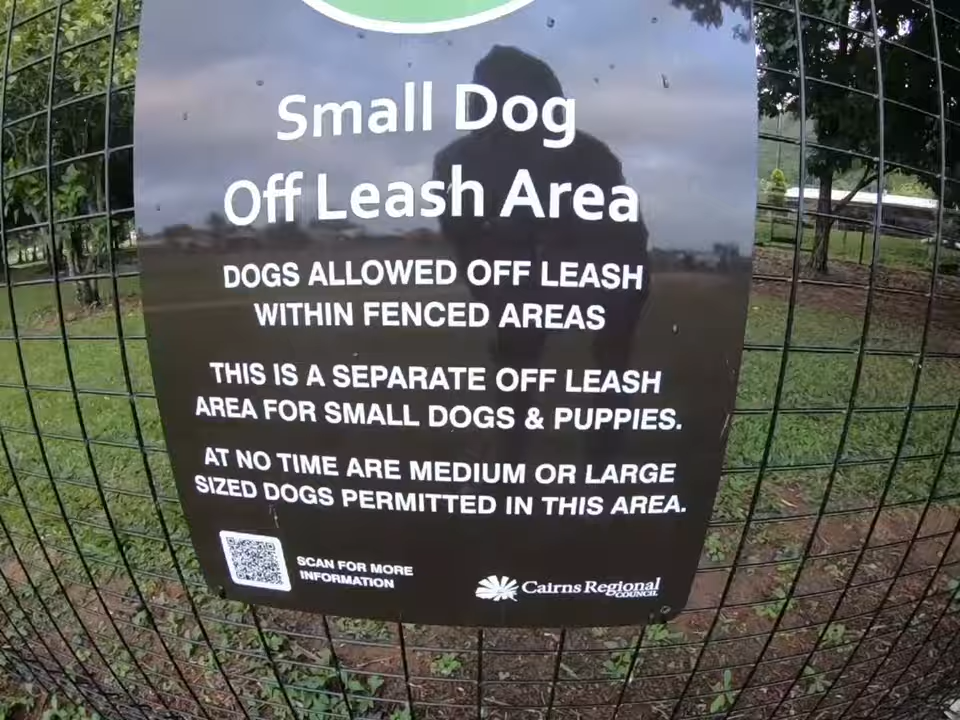 Small Dog
Off Leash Area
DOGS ALLOWED OFF LEASH
WITHIN FENCED AREAS
THIS IS A SEPARATE OFF LEASH
AREA FOR SMALL DOGS & PUPPIES.
AT NO TIME ARE MEDIUM OR LARGE
SIZED DOGS PERMITTED IN THIS AREA.
SCAN FOR MORE
INFORMATION
Cairns Regional
COUNCIL